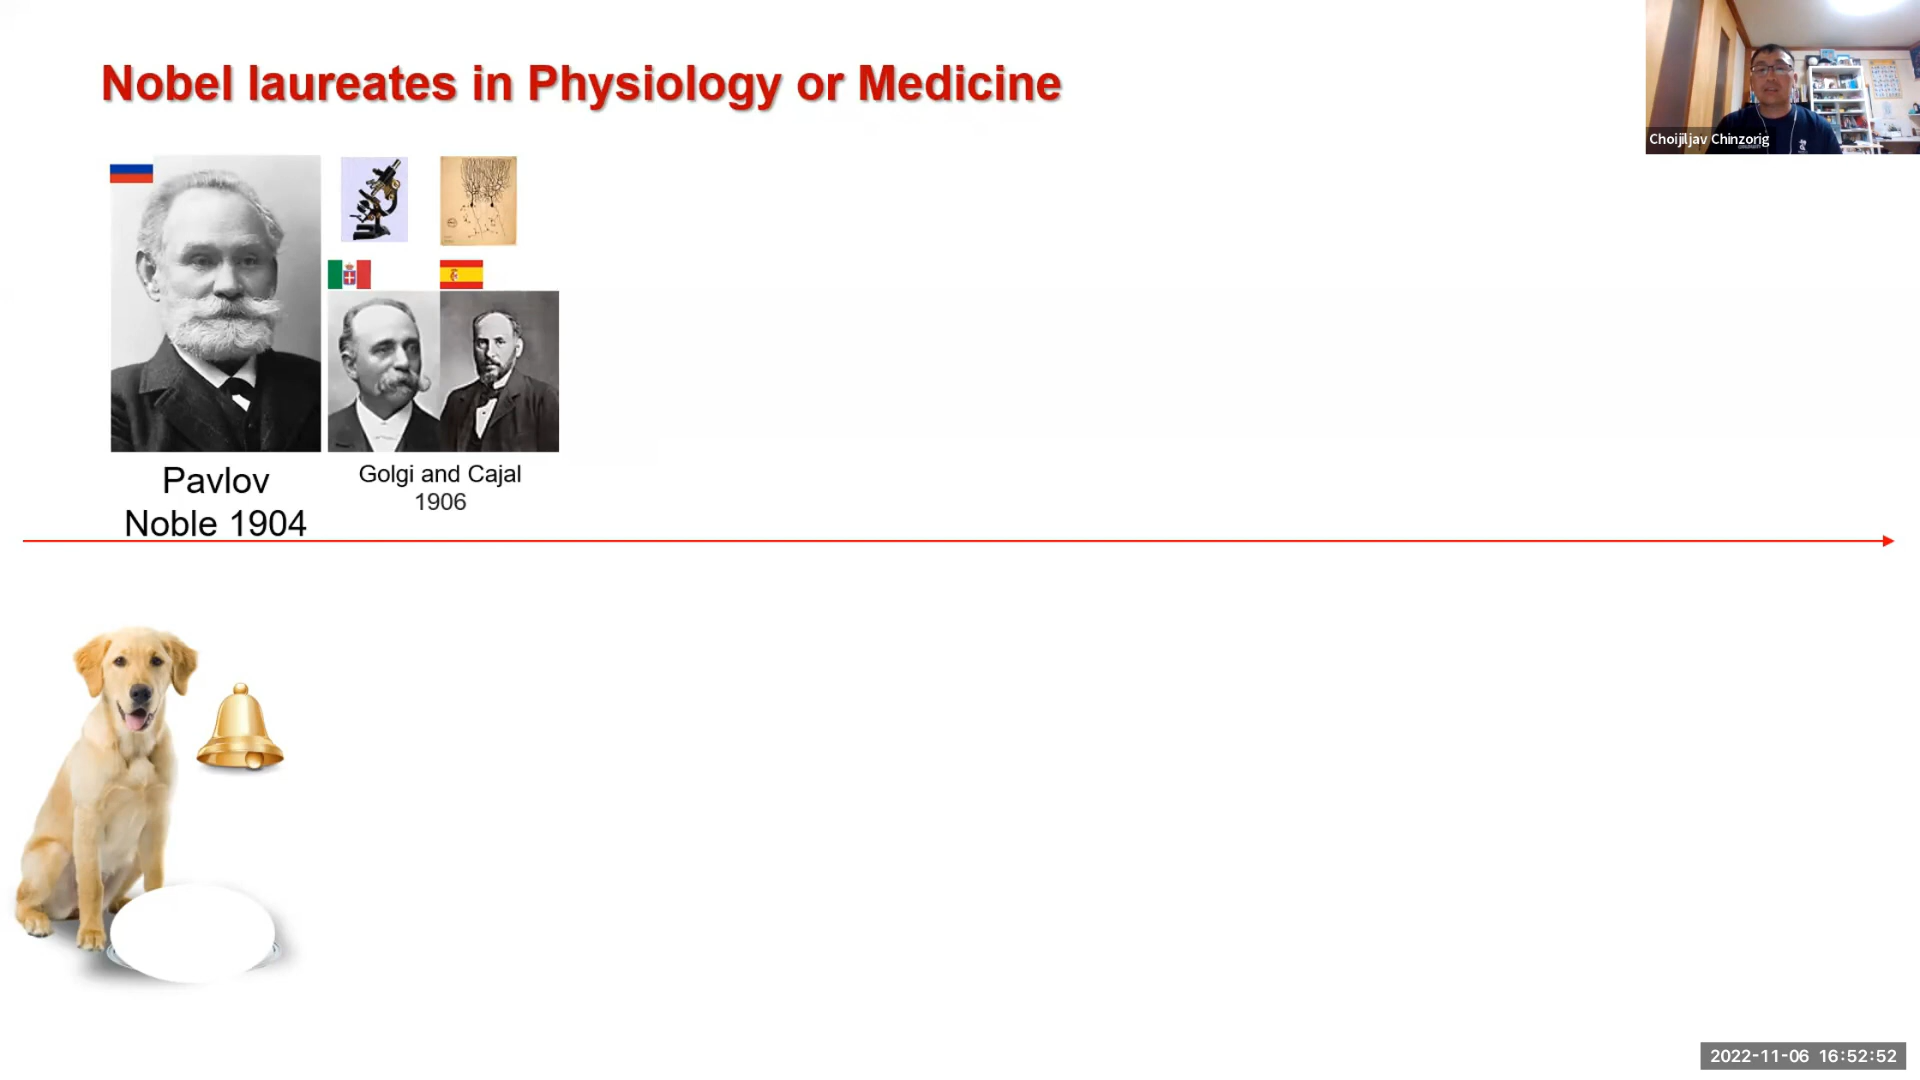 Nobel laureates in Physiology or Medicine
Choijiljav Chinzorig
Pavlov
Noble 1904
Golgi and Cajal
1906
2022-11-06 16:52:52